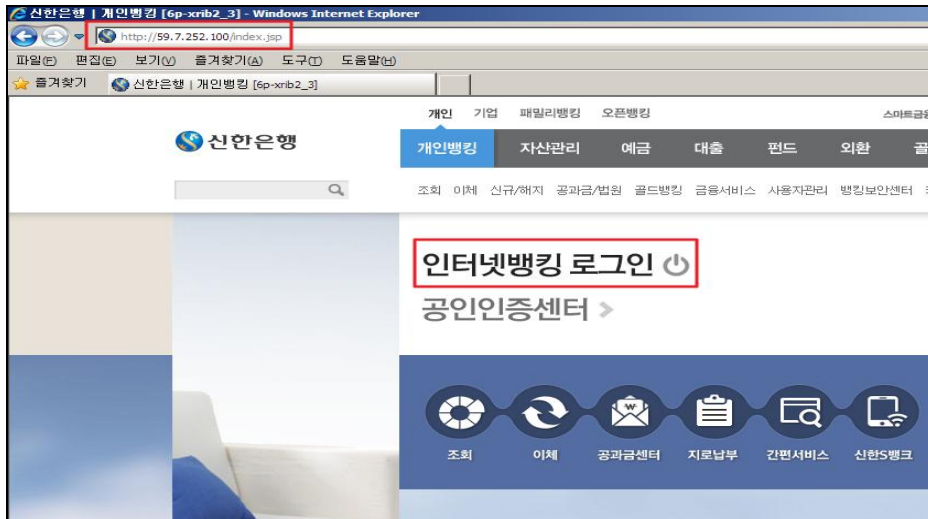 신한은행 | 개인뱅킹 [6p-xrib2_3] - Windows Internet Explorer
http://59.7.252.100/index.jsp
파일(F) 편집(E) 보기(V) 즐겨찾기(A) 도구(T) 도움말(H)
즐겨찾기 신한은행 | 개인뱅킹 [6p-xrib2_3]
개인 기업 패밀리뱅킹 오픈뱅킹 스마트금융
신한은행
개인뱅킹 자산관리 예금 대출 펀드 외환 골
조회 이체 신규/해지 공과금/법원 골드뱅킹 금융서비스 사용자관리 뱅킹보안센터
인터넷뱅킹 로그인
공인인증센터 >
조회 이체 공과금센터 지로납부 간편서비스 신한S뱅크